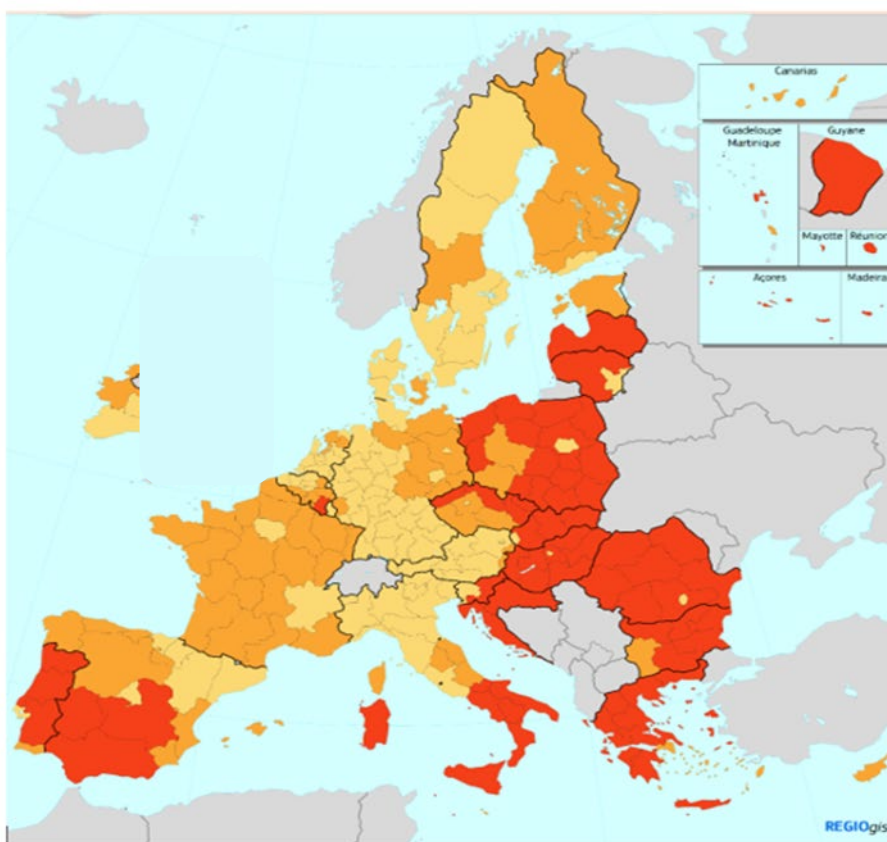 Canarias
Guadeloupe
Martinique
Guyane
Mayotte
Réunion
Açores
Madeira
REGIOgis